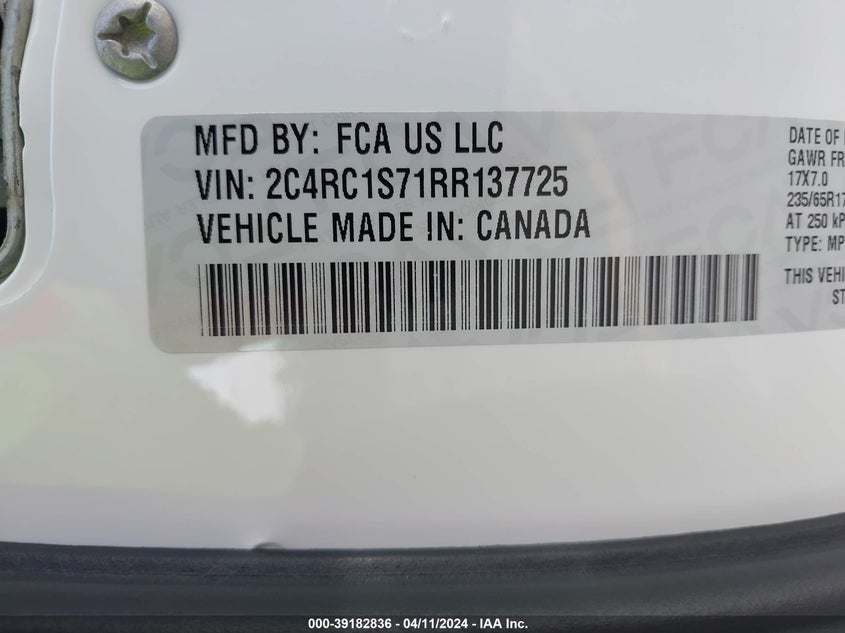 MFD BY: FCA US LLC
VIN: 2C4RC1S71RR137725
VEHICLE MADE IN: CANADA
DATE OF
GAWR FR
17X7.0
235/65R17
AT 250 kP
TYPE: MP
THIS VEHI
ST
000-39182836 - 04/11/2024 - IAA Inc.